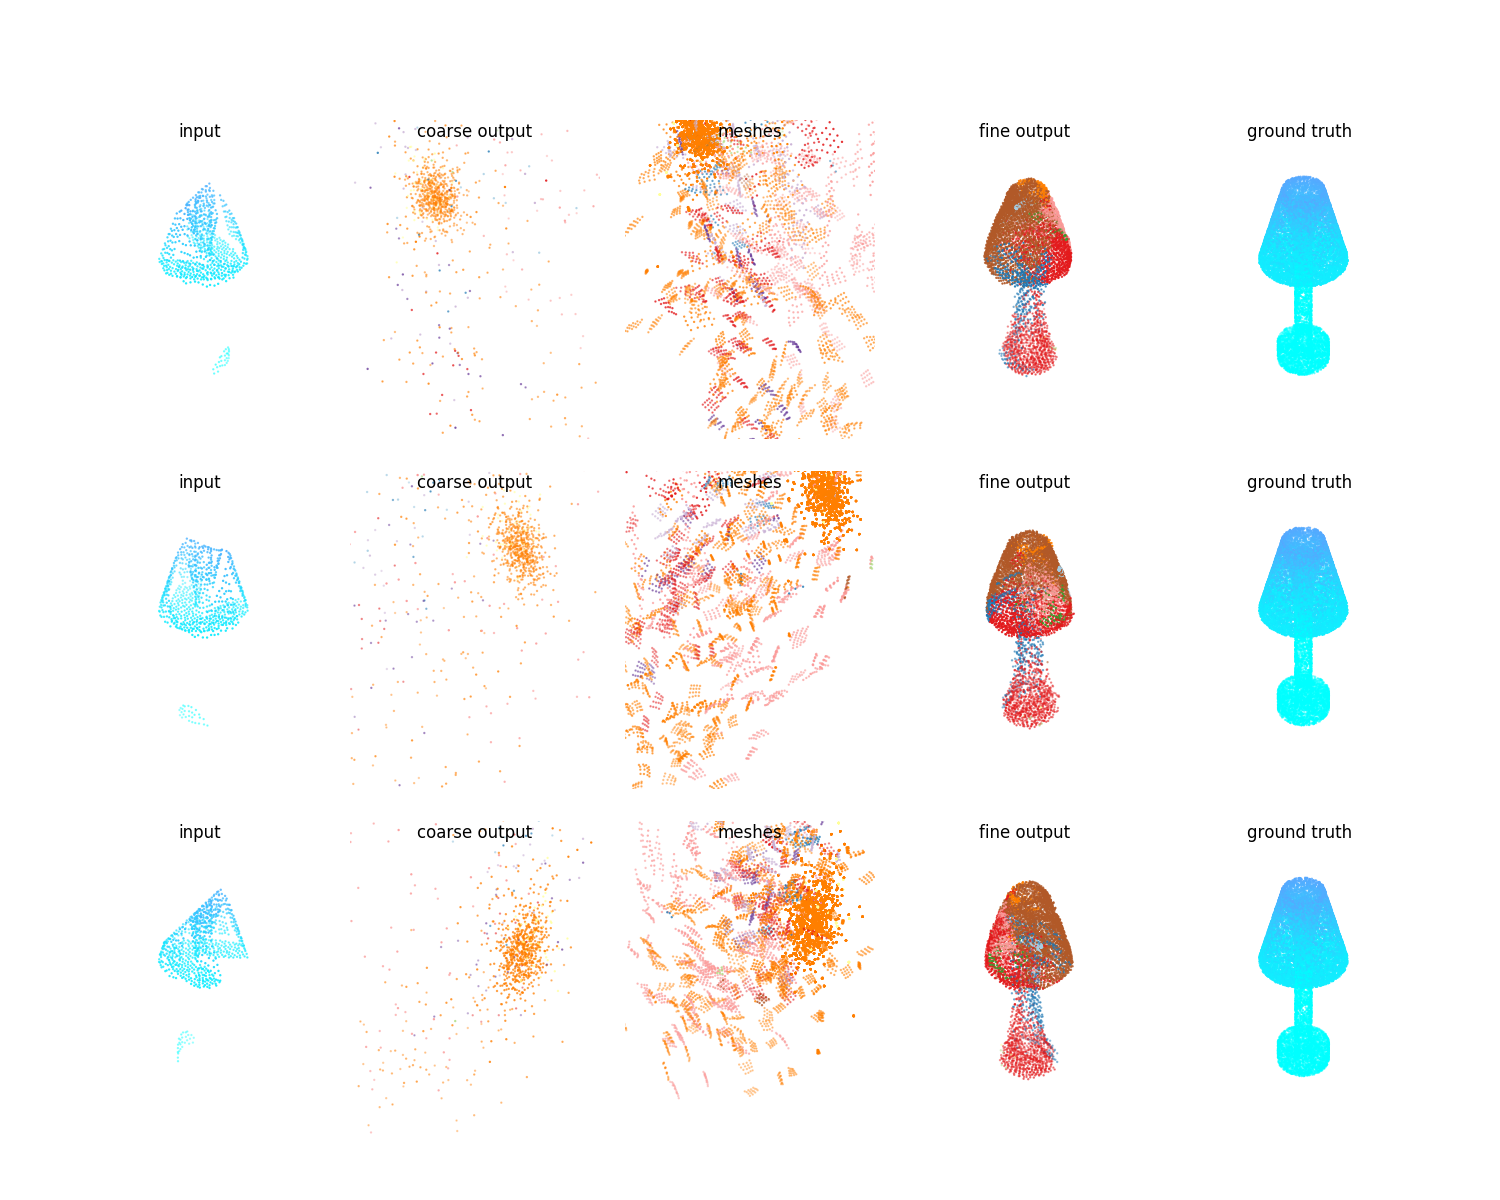 input
coarse output
meshes
fine output
ground truth
input
coarse output
meshes
fine output
ground truth
input
coarse output
meshes
fine output
ground truth